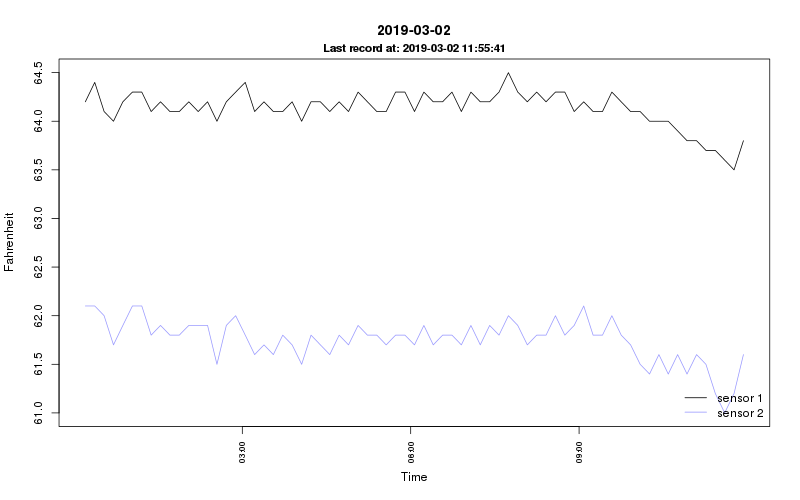 2019-03-02
Last record at: 2019-03-02 11:55:41
64.5
64.0
63.5
63.0
62.5
62.0
61.5
61.0
Fahrenheit
sensor 1
sensor 2
03:00
06:00
09:00
Time